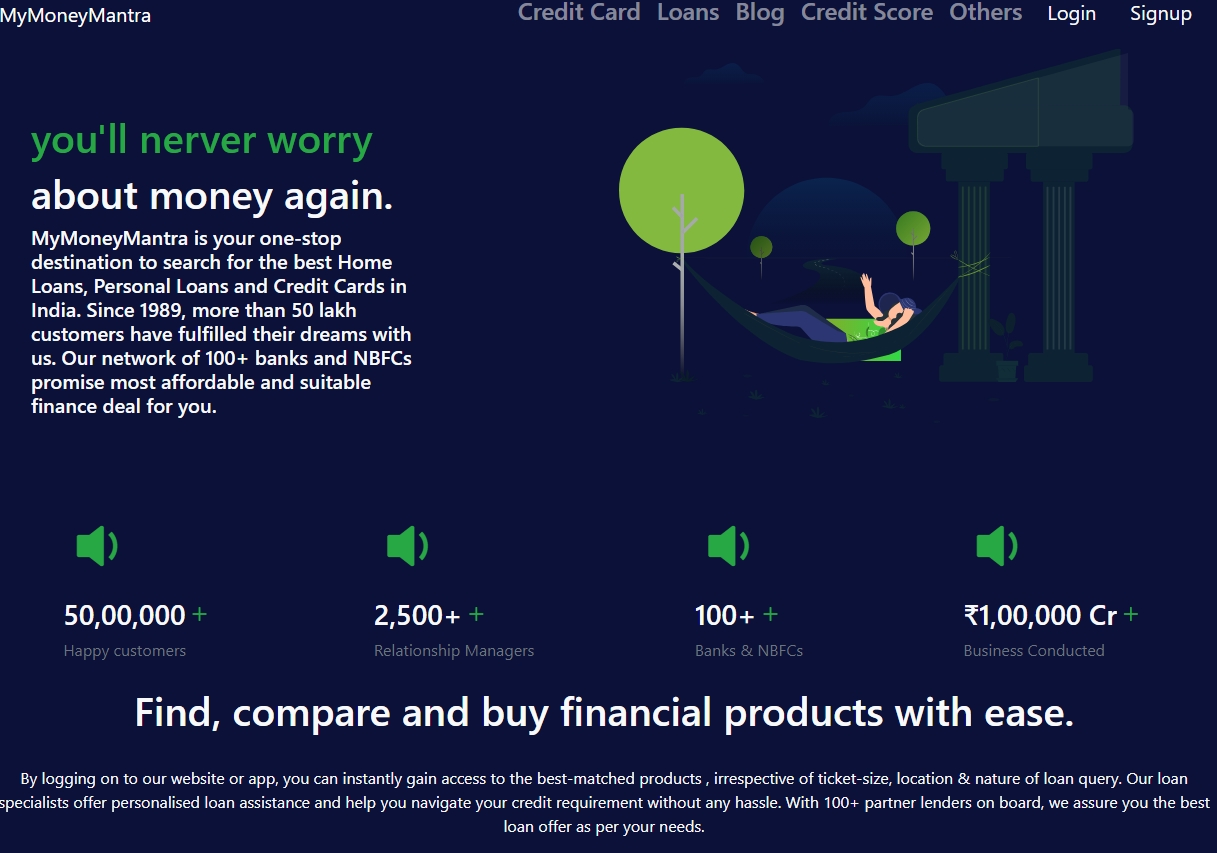 MyMoneyMantra
Credit Card Loans Blog Credit Score Others Login Signup
you'll nerver worry
about money again.
MyMoneyMantra is your one-stop
destination to search for the best Home
Loans, Personal Loans and Credit Cards in
India. Since 1989, more than 50 lakh
customers have fulfilled their dreams with
us. Our network of 100+ banks and NBFCs
promise most affordable and suitable
finance deal for you.
50,00,000 +
Happy customers
2,500+ +
Relationship Managers
100+ +
Banks & NBFCs
₹1,00,000 Cr +
Business Conducted
Find, compare and buy financial products with ease.
By logging on to our website or app, you can instantly gain access to the best-matched products , irrespective of ticket-size, location & nature of loan query. Our loan
specialists offer personalised loan assistance and help you navigate your credit requirement without any hassle. With 100+ partner lenders on board, we assure you the best
loan offer as per your needs.